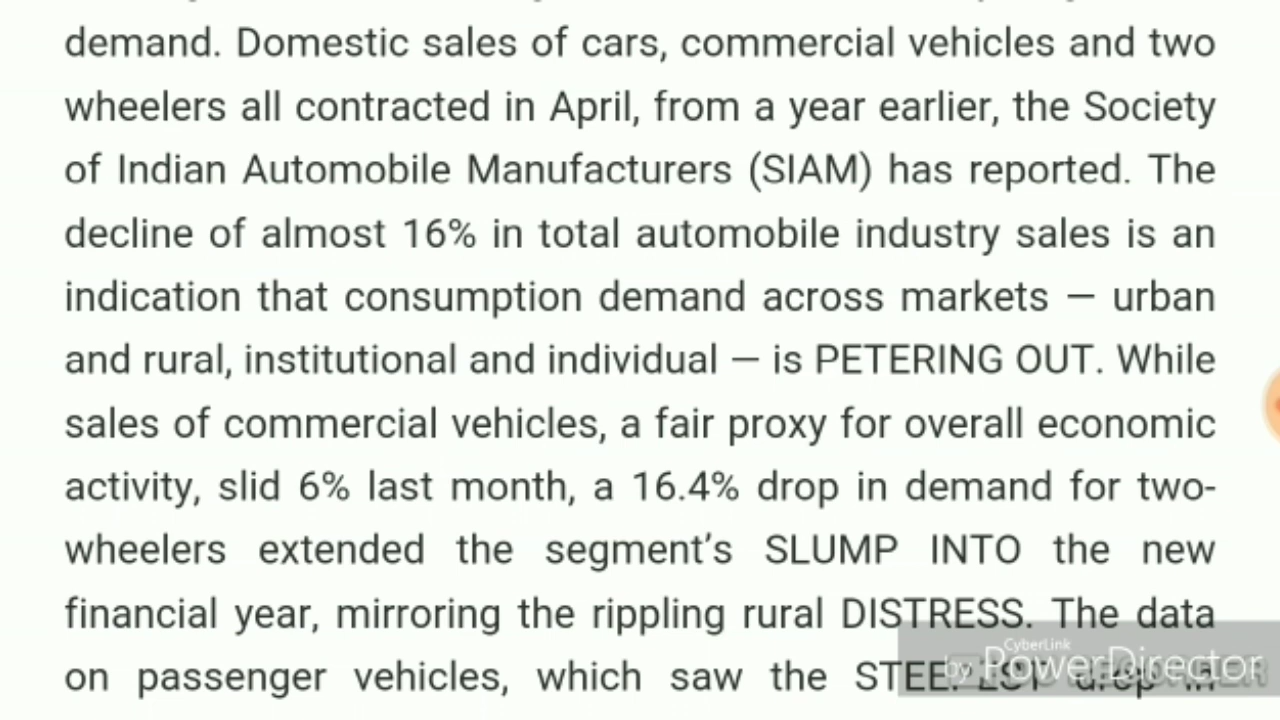 demand. Domestic sales of cars, commercial vehicles and two
wheelers all contracted in April, from a year earlier, the Society
of Indian Automobile Manufacturers (SIAM) has reported. The
decline of almost 16% in total automobile industry sales is an
indication that consumption demand across markets — urban
and rural, institutional and individual — is PETERING OUT. While
sales of commercial vehicles, a fair proxy for overall economic
activity, slid 6% last month, a 16.4% drop in demand for two-
wheelers extended the segment’s SLUMP INTO the new
financial year, mirroring the rippling rural DISTRESS. The data
on passenger vehicles, which saw the drop in
CyberLink
by PowerDirector